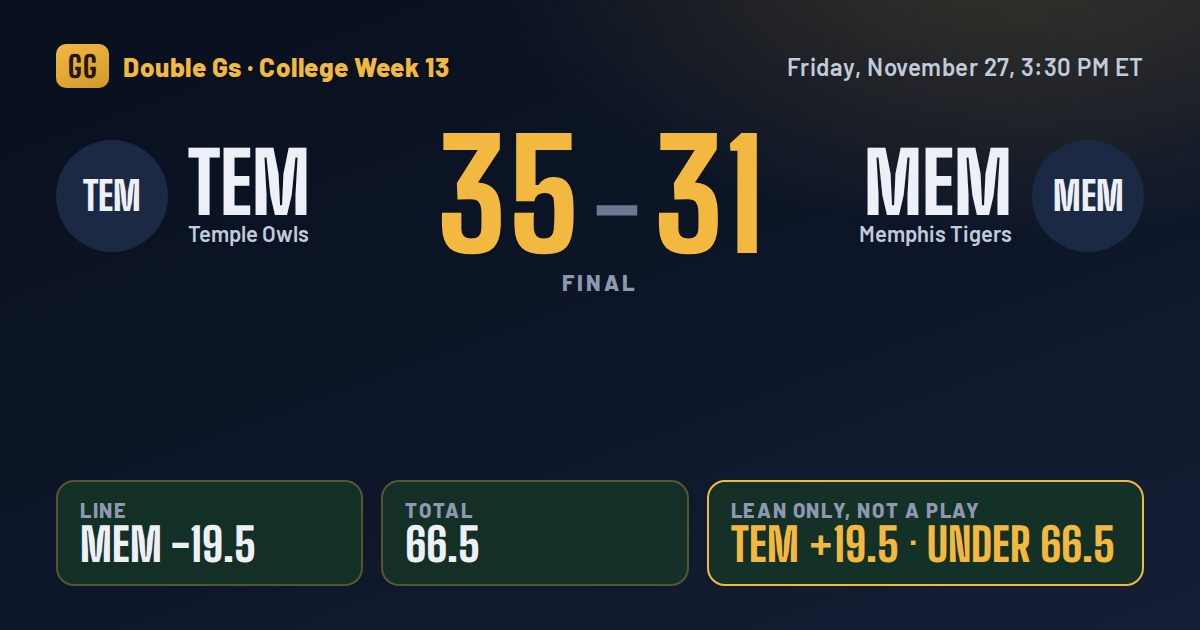 GG Double Gs · College Week 13
Friday, November 27, 3:30 PM ET
TEM
TEM
Temple Owls
35 – 31
FINAL
MEM
Memphis Tigers
MEM
LINE
MEM −19.5
TOTAL
66.5
LEAN ONLY, NOT A PLAY
TEM +19.5 · UNDER 66.5